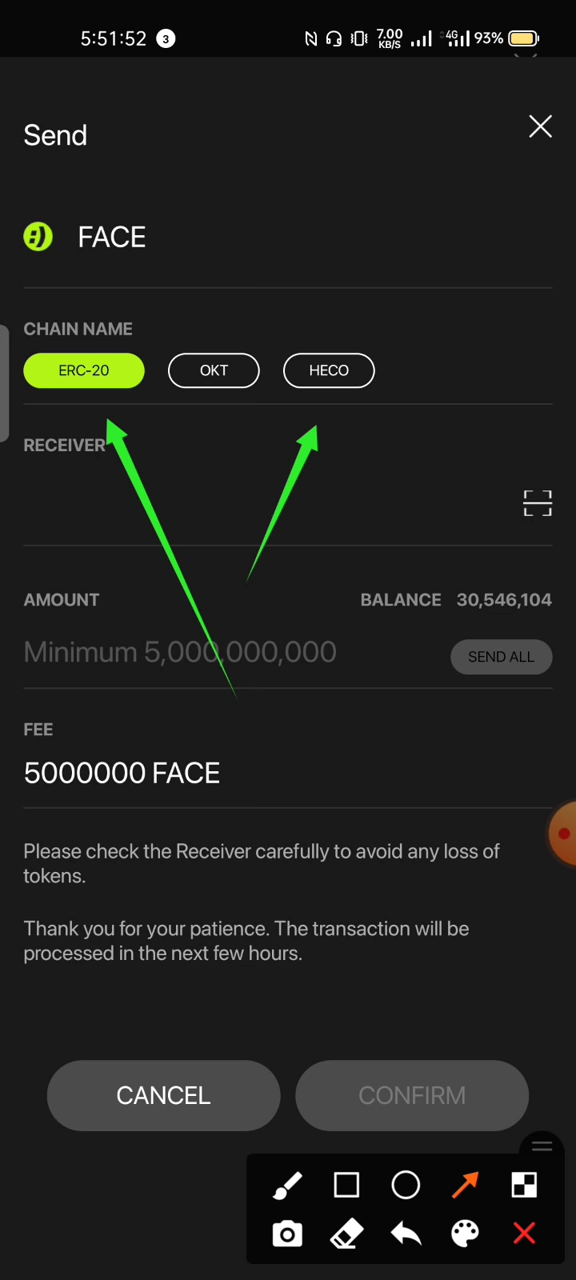 5:51:52 3 7.00 KB/S 4G 93%
Send
FACE
CHAIN NAME
ERC-20 OKT HECO
RECEIVER
AMOUNT BALANCE 30,546,104
Minimum 5,000,000,000 SEND ALL
FEE
5000000 FACE
Please check the Receiver carefully to avoid any loss of
tokens.
Thank you for your patience. The transaction will be
processed in the next few hours.
CANCEL CONFIRM